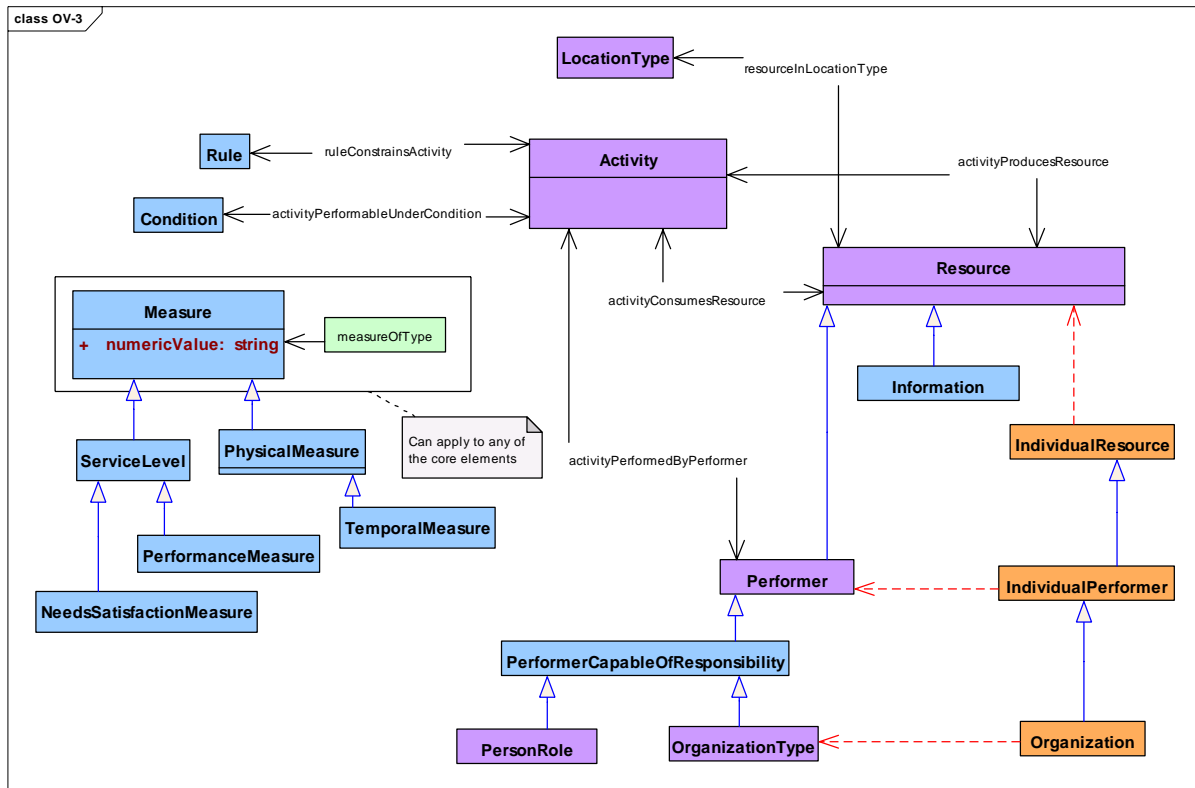 class OV-3
LocationType
resourceInLocationType
Rule
ruleConstrainsActivity
Activity
activityProducesResource
Condition
activityPerformableUnderCondition
Resource
activityConsumesResource
Measure
+ numericValue: string
measureOfType
Information
Can apply to any of
the core elements
ServiceLevel
PhysicalMeasure
IndividualResource
activityPerformedByPerformer
TemporalMeasure
PerformanceMeasure
Performer
IndividualPerformer
NeedsSatisfactionMeasure
PerformerCapableOfResponsibility
PersonRole
OrganizationType
Organization